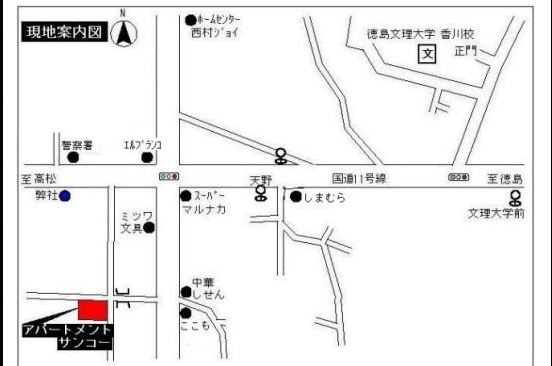 現地案内図
N
ホームセンター
西村ジョイ
徳島文理大学 香川校
文
正門
警察署
エルブランコ
至高松
天野
国道11号線
至徳島
弊社
スーパー
マルナカ
しまむら
文理大学前
ミツワ
文具
中華
しせん
ここも
アパートメント
サンコー